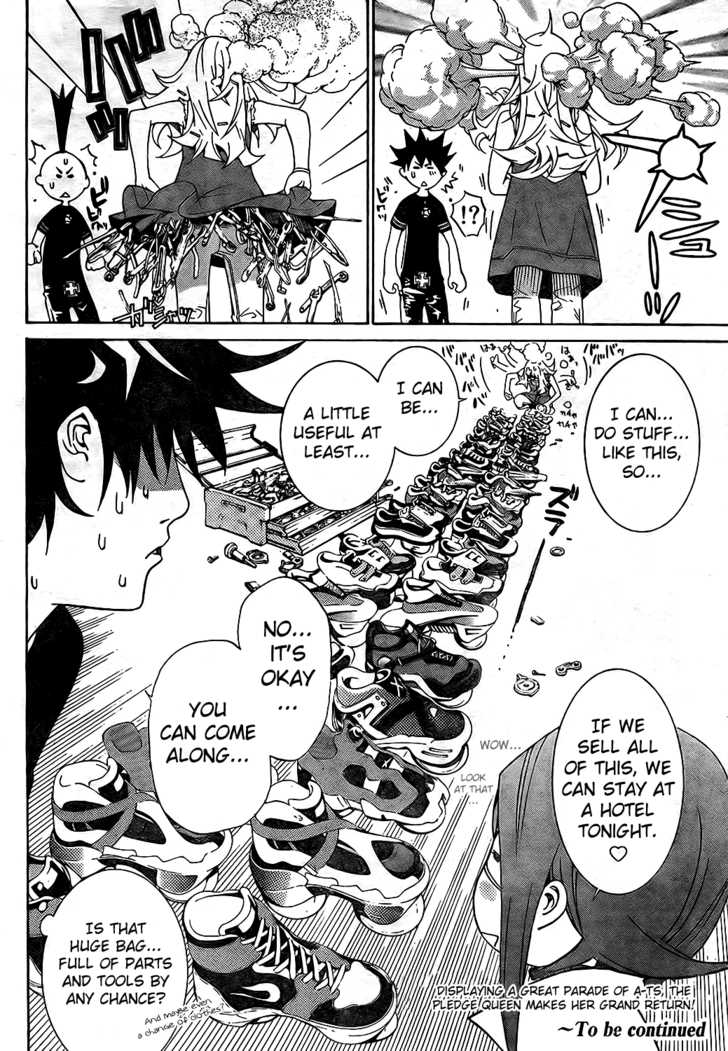 !?
I CAN...
DO STUFF...
LIKE THIS,
SO...
I CAN
BE...
A LITTLE
USEFUL AT
LEAST...
ズラ
NO...
IT'S
OKAY
...
YOU
CAN COME
ALONG...
WOW...
LOOK
AT THAT
...
IF WE
SELL ALL
OF THIS, WE
CAN STAY AT
A HOTEL
TONIGHT.
♡
IS THAT
HUGE BAG...
FULL OF PARTS
AND TOOLS BY
ANY CHANCE?
And maybe even
a change of clothes?
DISPLAYING A GREAT PARADE OF A-TS, THE
PLEDGE QUEEN MAKES HER GRAND RETURN!
~To be continued